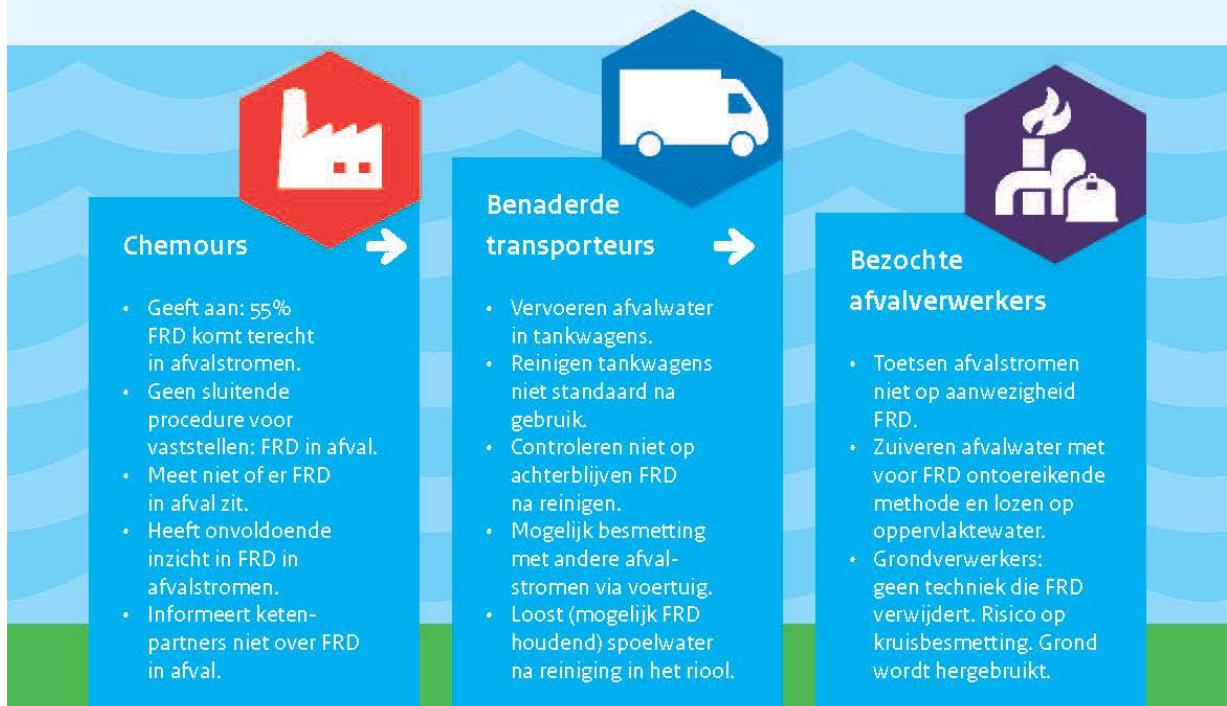 Chemours
• Geeft aan: 55%
FRD komt terecht
in afvalstromen.
• Geen sluitende
procedure voor
vaststellen: FRD in afval.
• Meet niet of er FRD
in afval zit.
• Heeft onvoldoende
inzicht in FRD in
afvalstromen.
• Informeert keten-
partners niet over FRD
in afval.
Benaderde
transporteurs
• Vervoeren afvalwater
in tankwagens.
• Reinigen tankwagens
niet standaard na
gebruik.
• Controleren niet op
achterblijven FRD
na reinigen.
• Mogelijk besmetting
met andere afval-
stromen via voertuig.
• Loost (mogelijk FRD
houdend) spoelwater
na reiniging in het riool.
Bezochte
afvalverwerkers
• Toetsen afvalstromen
niet op aanwezigheid
FRD.
• Zuiveren afvalwater met
voor FRD ontoereikende
methode en lozen op
oppervlaktewater.
• Grondverwerkers:
geen techniek die FRD
verwijdert. Risico op
kruisbesmetting. Grond
wordt hergebruikt.